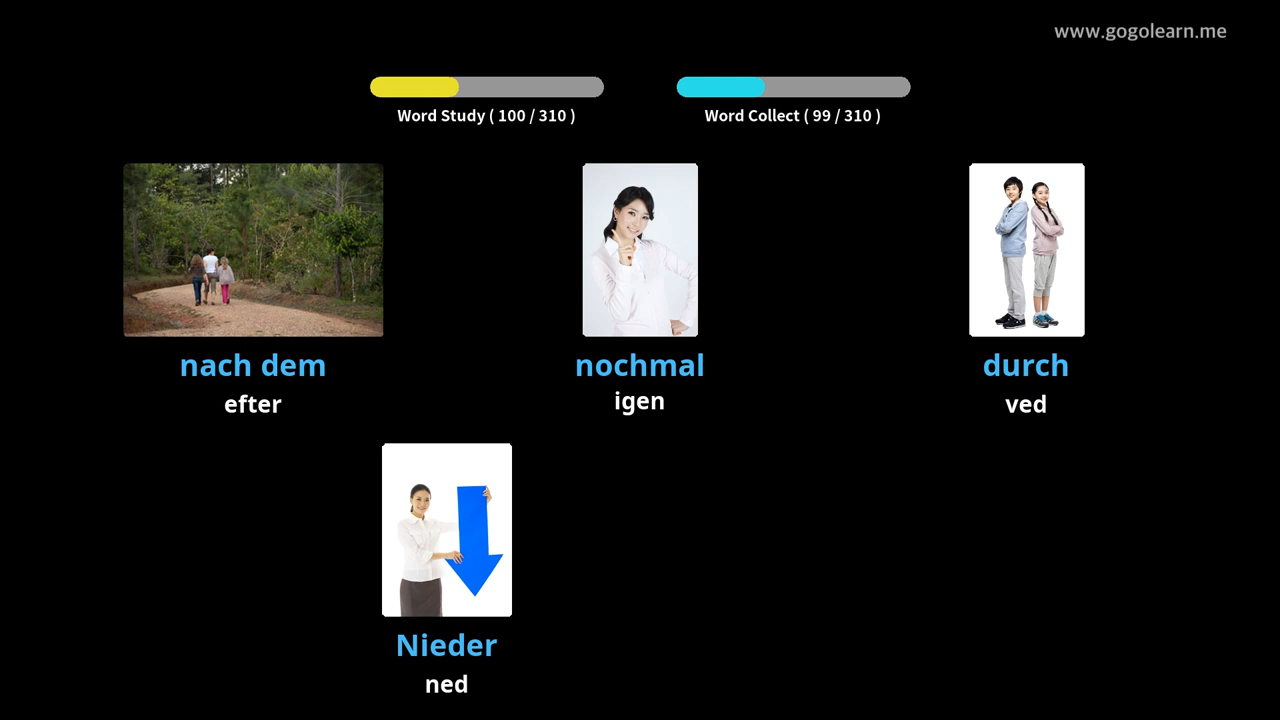 www.gogolearn.me
Word Study ( 100 / 310 )
Word Collect ( 99 / 310 )
nach dem
efter
nochmal
igen
durch
ved
Nieder
ned